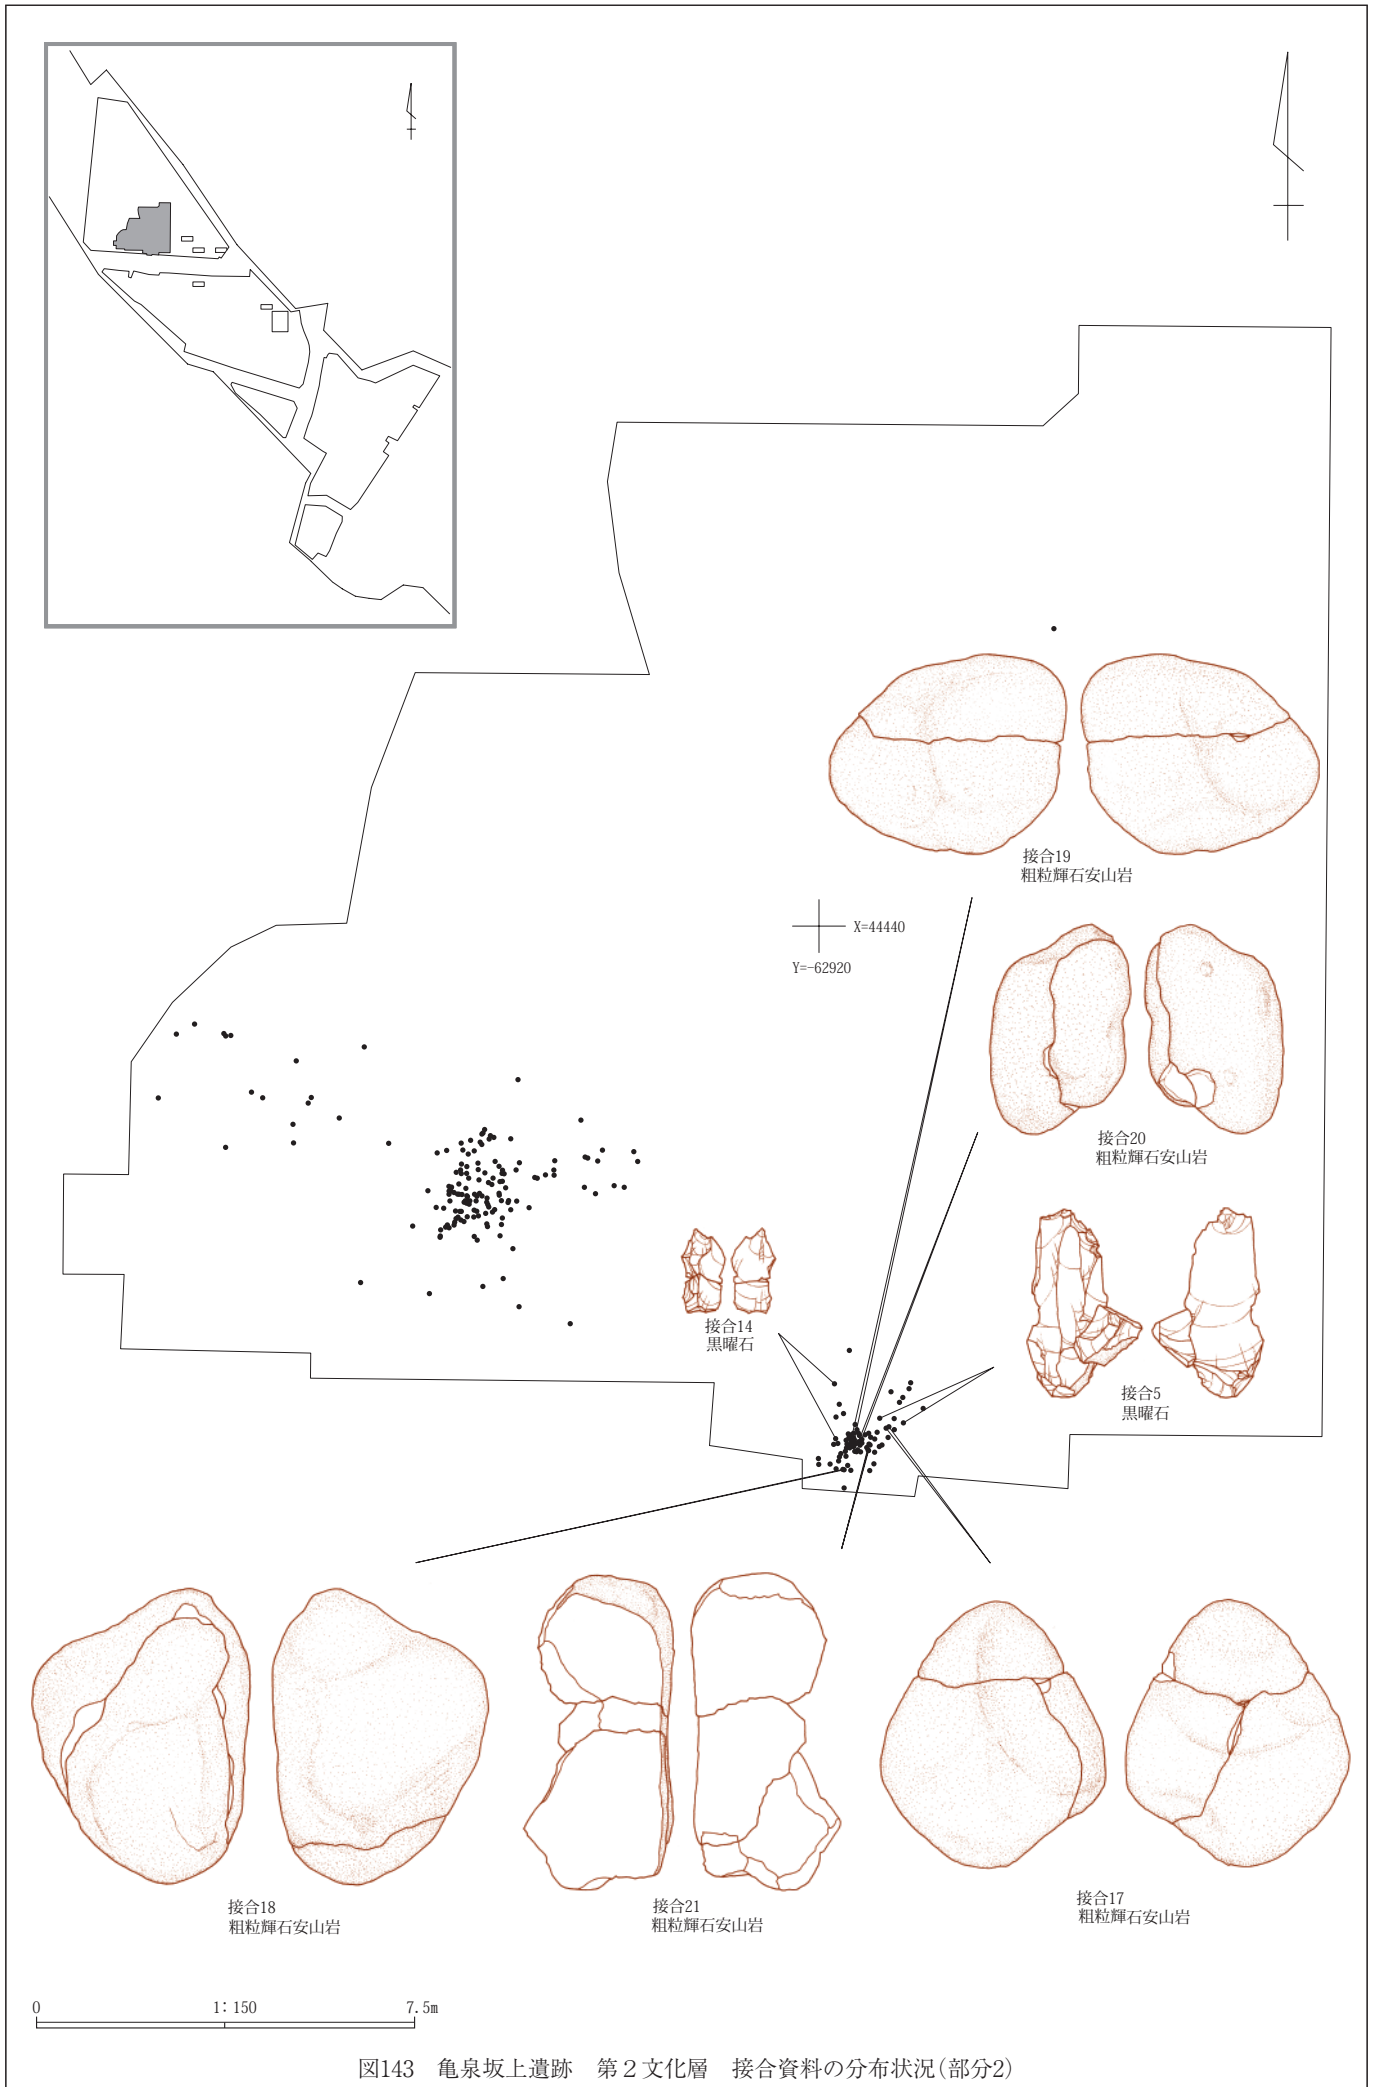 接合19
粗粒輝石安山岩
X=44440
Y=-62920
接合20
粗粒輝石安山岩
接合14
黒曜石
接合5
黒曜石
接合18
粗粒輝石安山岩
接合21
粗粒輝石安山岩
接合17
粗粒輝石安山岩
0 1:150 7.5m
図143 亀泉坂上遺跡 第2文化層 接合資料の分布状況(部分2)